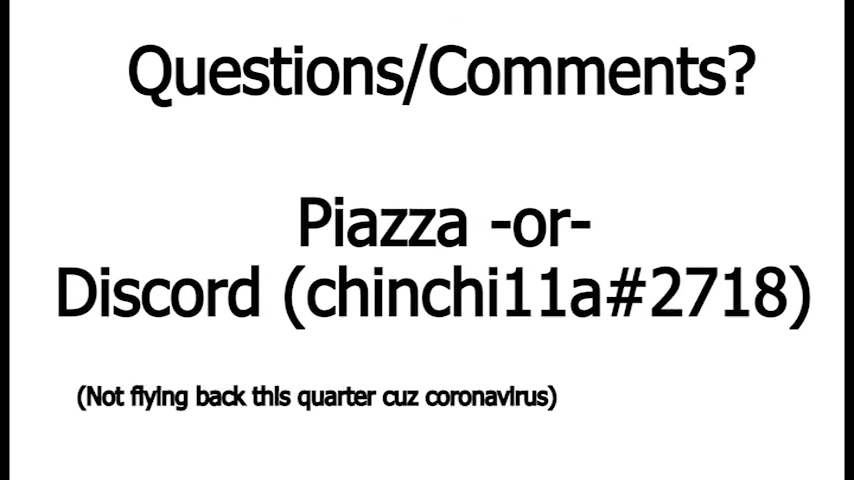 Questions/Comments?
Piazza -or-
Discord (chinchi11a#2718)
(Not flying back this quarter cuz coronavirus)